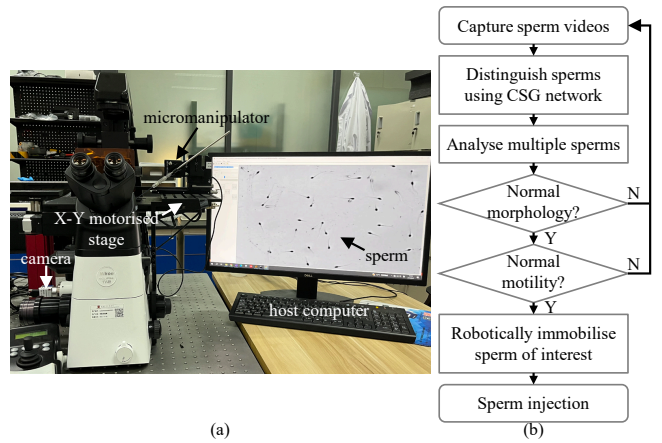 micromanipulator
X-Y motorised
stage
camera
sperm
host computer
DELL
(a)
Capture sperm videos
Distinguish sperms
using CSG network
Analyse multiple sperms
Normal
morphology?
N
Y
Normal
motility?
N
Y
Robotically immobilise
sperm of interest
Sperm injection
(b)